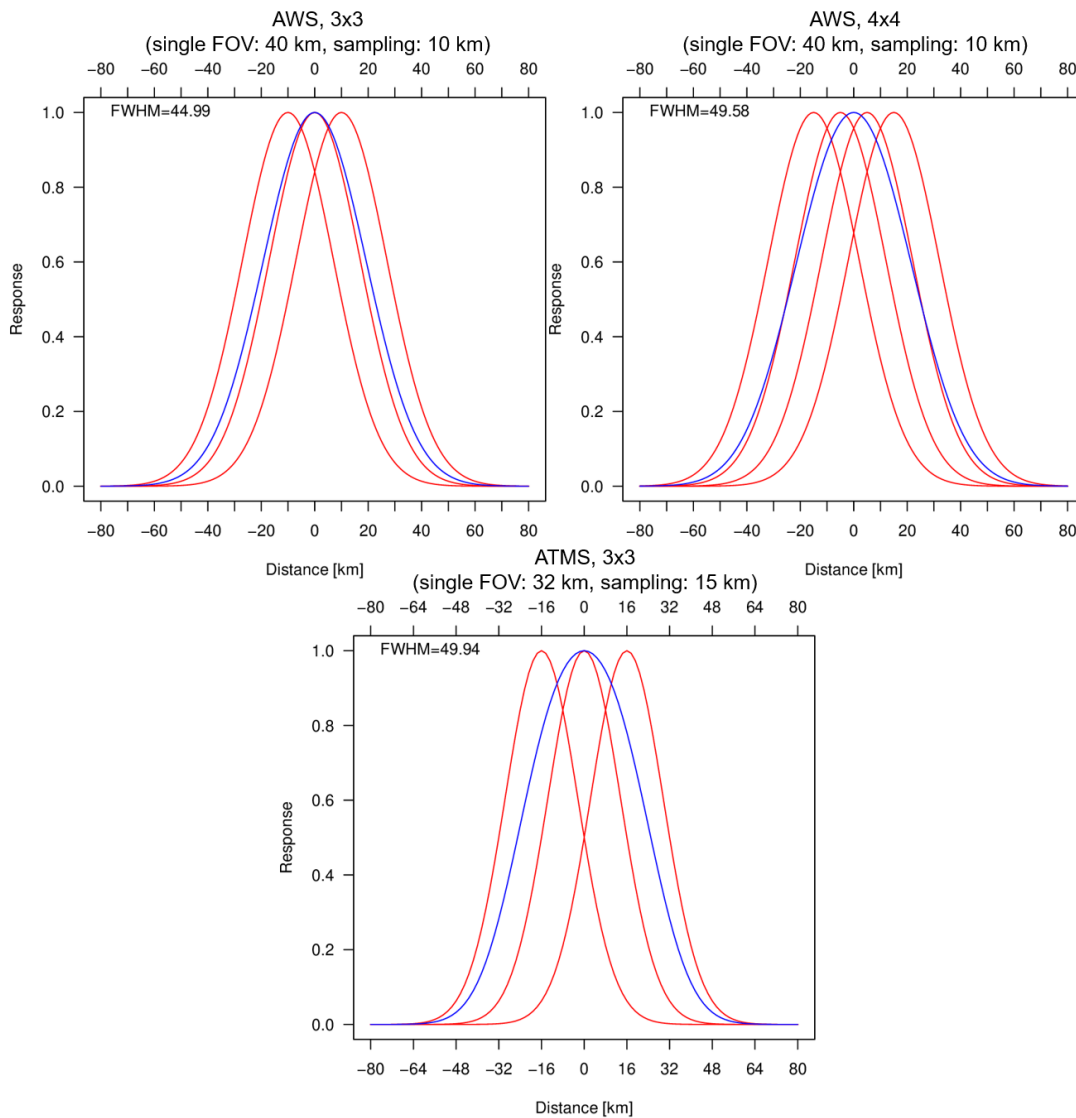 AWS, 3x3
(single FOV: 40 km, sampling: 10 km)
−80 −60 −40 −20 0 20 40 60 80
FWHM=44.99
1.0
0.8
0.6
0.4
0.2
0.0
Response
−80 −60 −40 −20 0 20 40 60 80
Distance [km]
AWS, 4x4
(single FOV: 40 km, sampling: 10 km)
−80 −60 −40 −20 0 20 40 60 80
FWHM=49.58
1.0
0.8
0.6
0.4
0.2
0.0
Response
−80 −60 −40 −20 0 20 40 60 80
Distance [km]
ATMS, 3x3
(single FOV: 32 km, sampling: 15 km)
−80 −64 −48 −32 −16 0 16 32 48 64 80
FWHM=49.94
1.0
0.8
0.6
0.4
0.2
0.0
Response
−80 −64 −48 −32 −16 0 16 32 48 64 80
Distance [km]